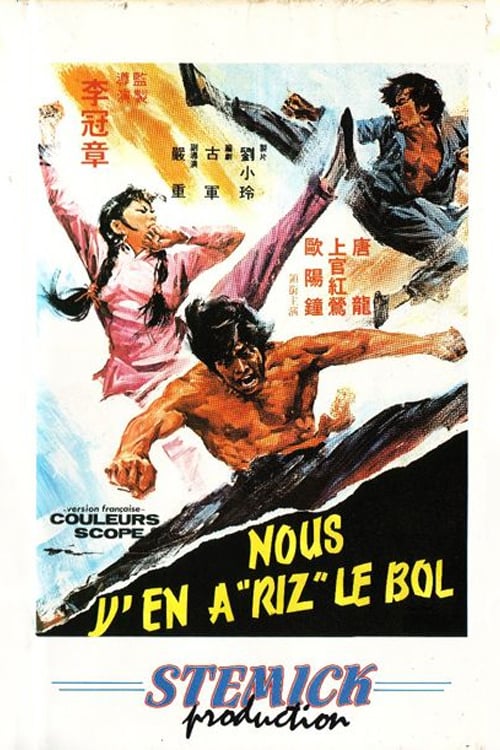 監製
導演
李冠章
製片
劉小玲
編劇
古軍
副導演
嚴重
唐龍
上官紅鶯
歐陽鐘
領銜主演
-version française-
COULEURS
SCOPE
NOUS
Y'EN A "RIZ" LE BOL
STEMICK
production